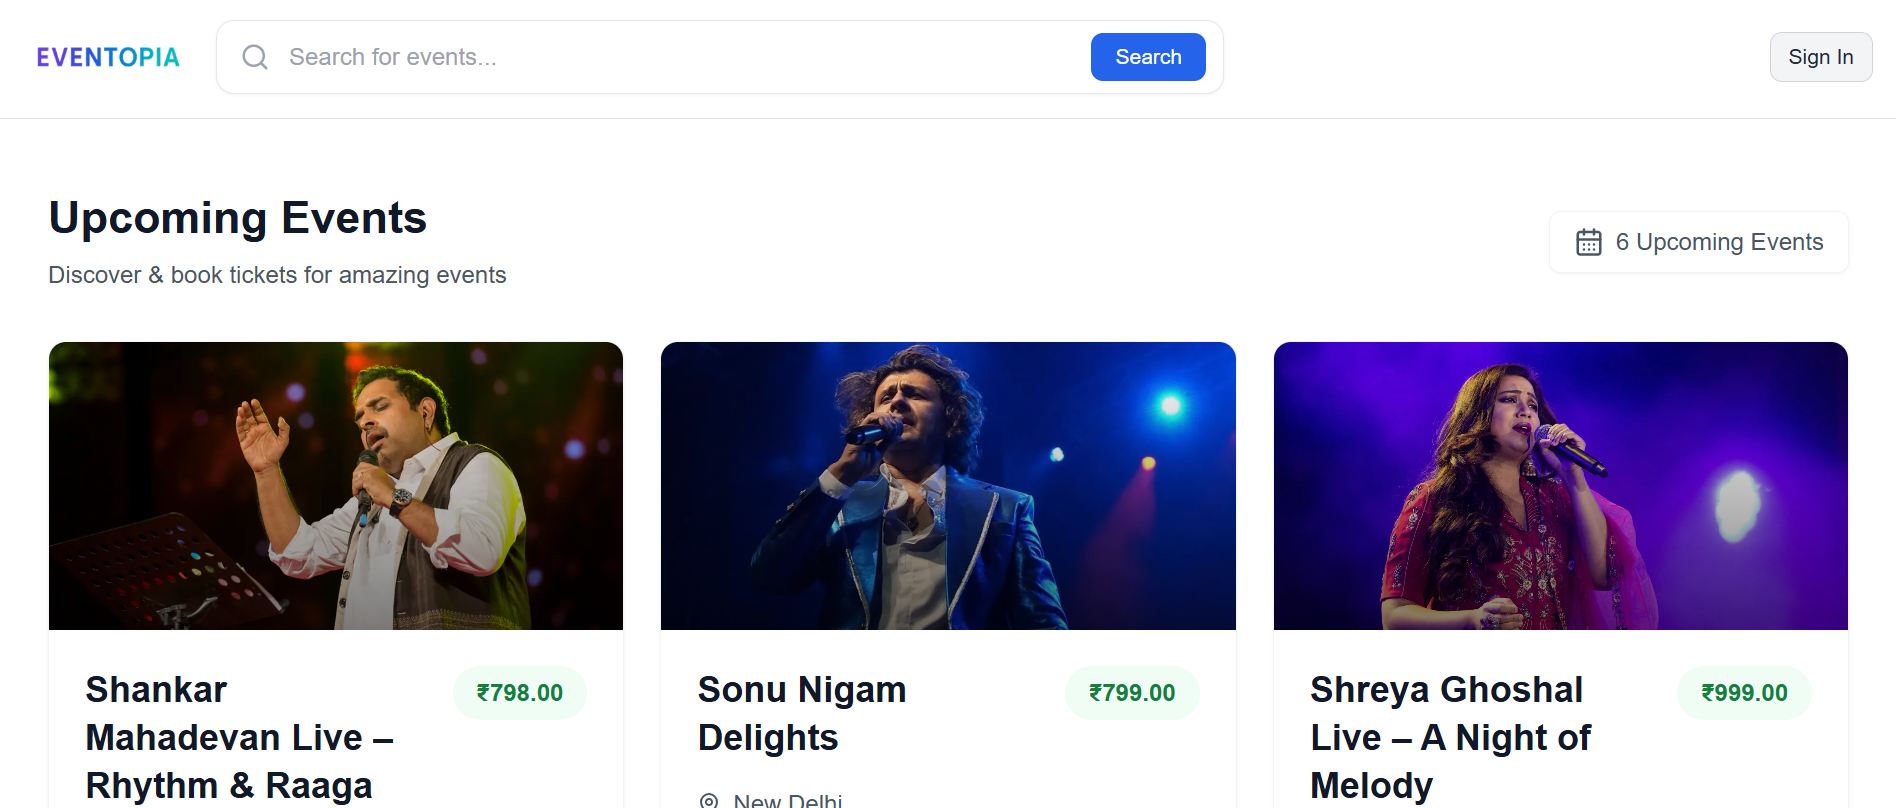 EVENTOPIA
Search for events...
Search
Sign In
Upcoming Events
Discover & book tickets for amazing events
6 Upcoming Events
Shankar
Mahadevan Live –
Rhythm & Raaga
₹798.00
Sonu Nigam
Delights
₹799.00
New Delhi
Shreya Ghoshal
Live – A Night of
Melody
₹999.00